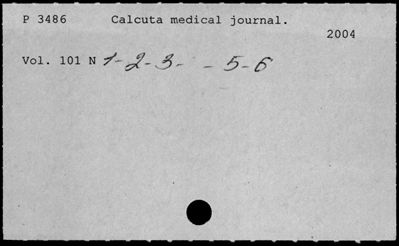 P 3486 Calcuta medical journal.
2004
Vol. 101 N 1-2-3- -5-6